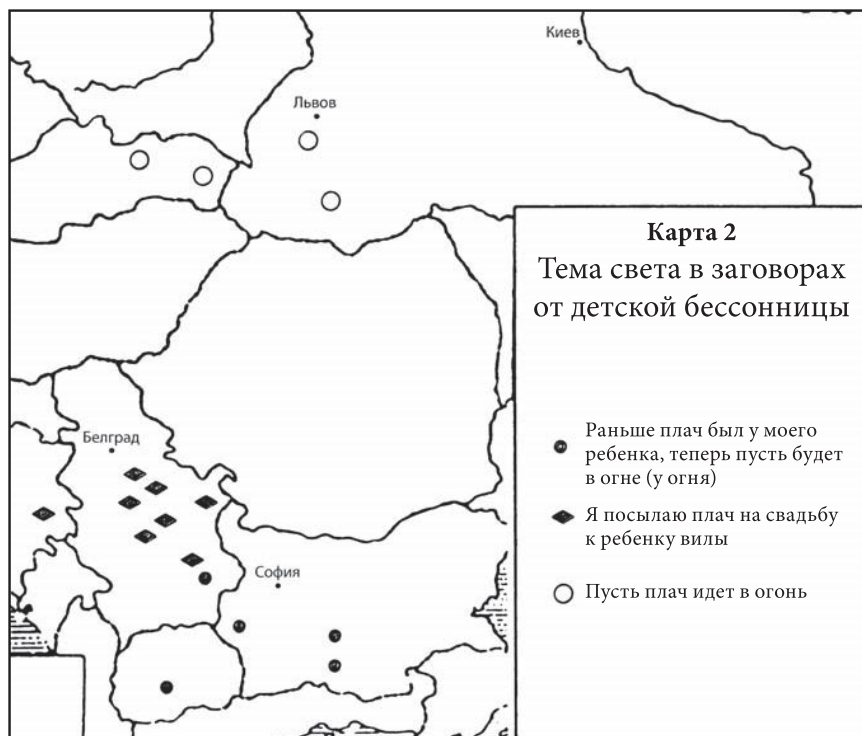 Киев
Львов
Карта 2
Тема света в заговорах
от детской бессонницы
Белград
Раньше плач был у моего
ребенка, теперь пусть будет
в огне (у огня)
Я посылаю плач на свадьбу
к ребенку вилы
София
Пусть плач идет в огонь